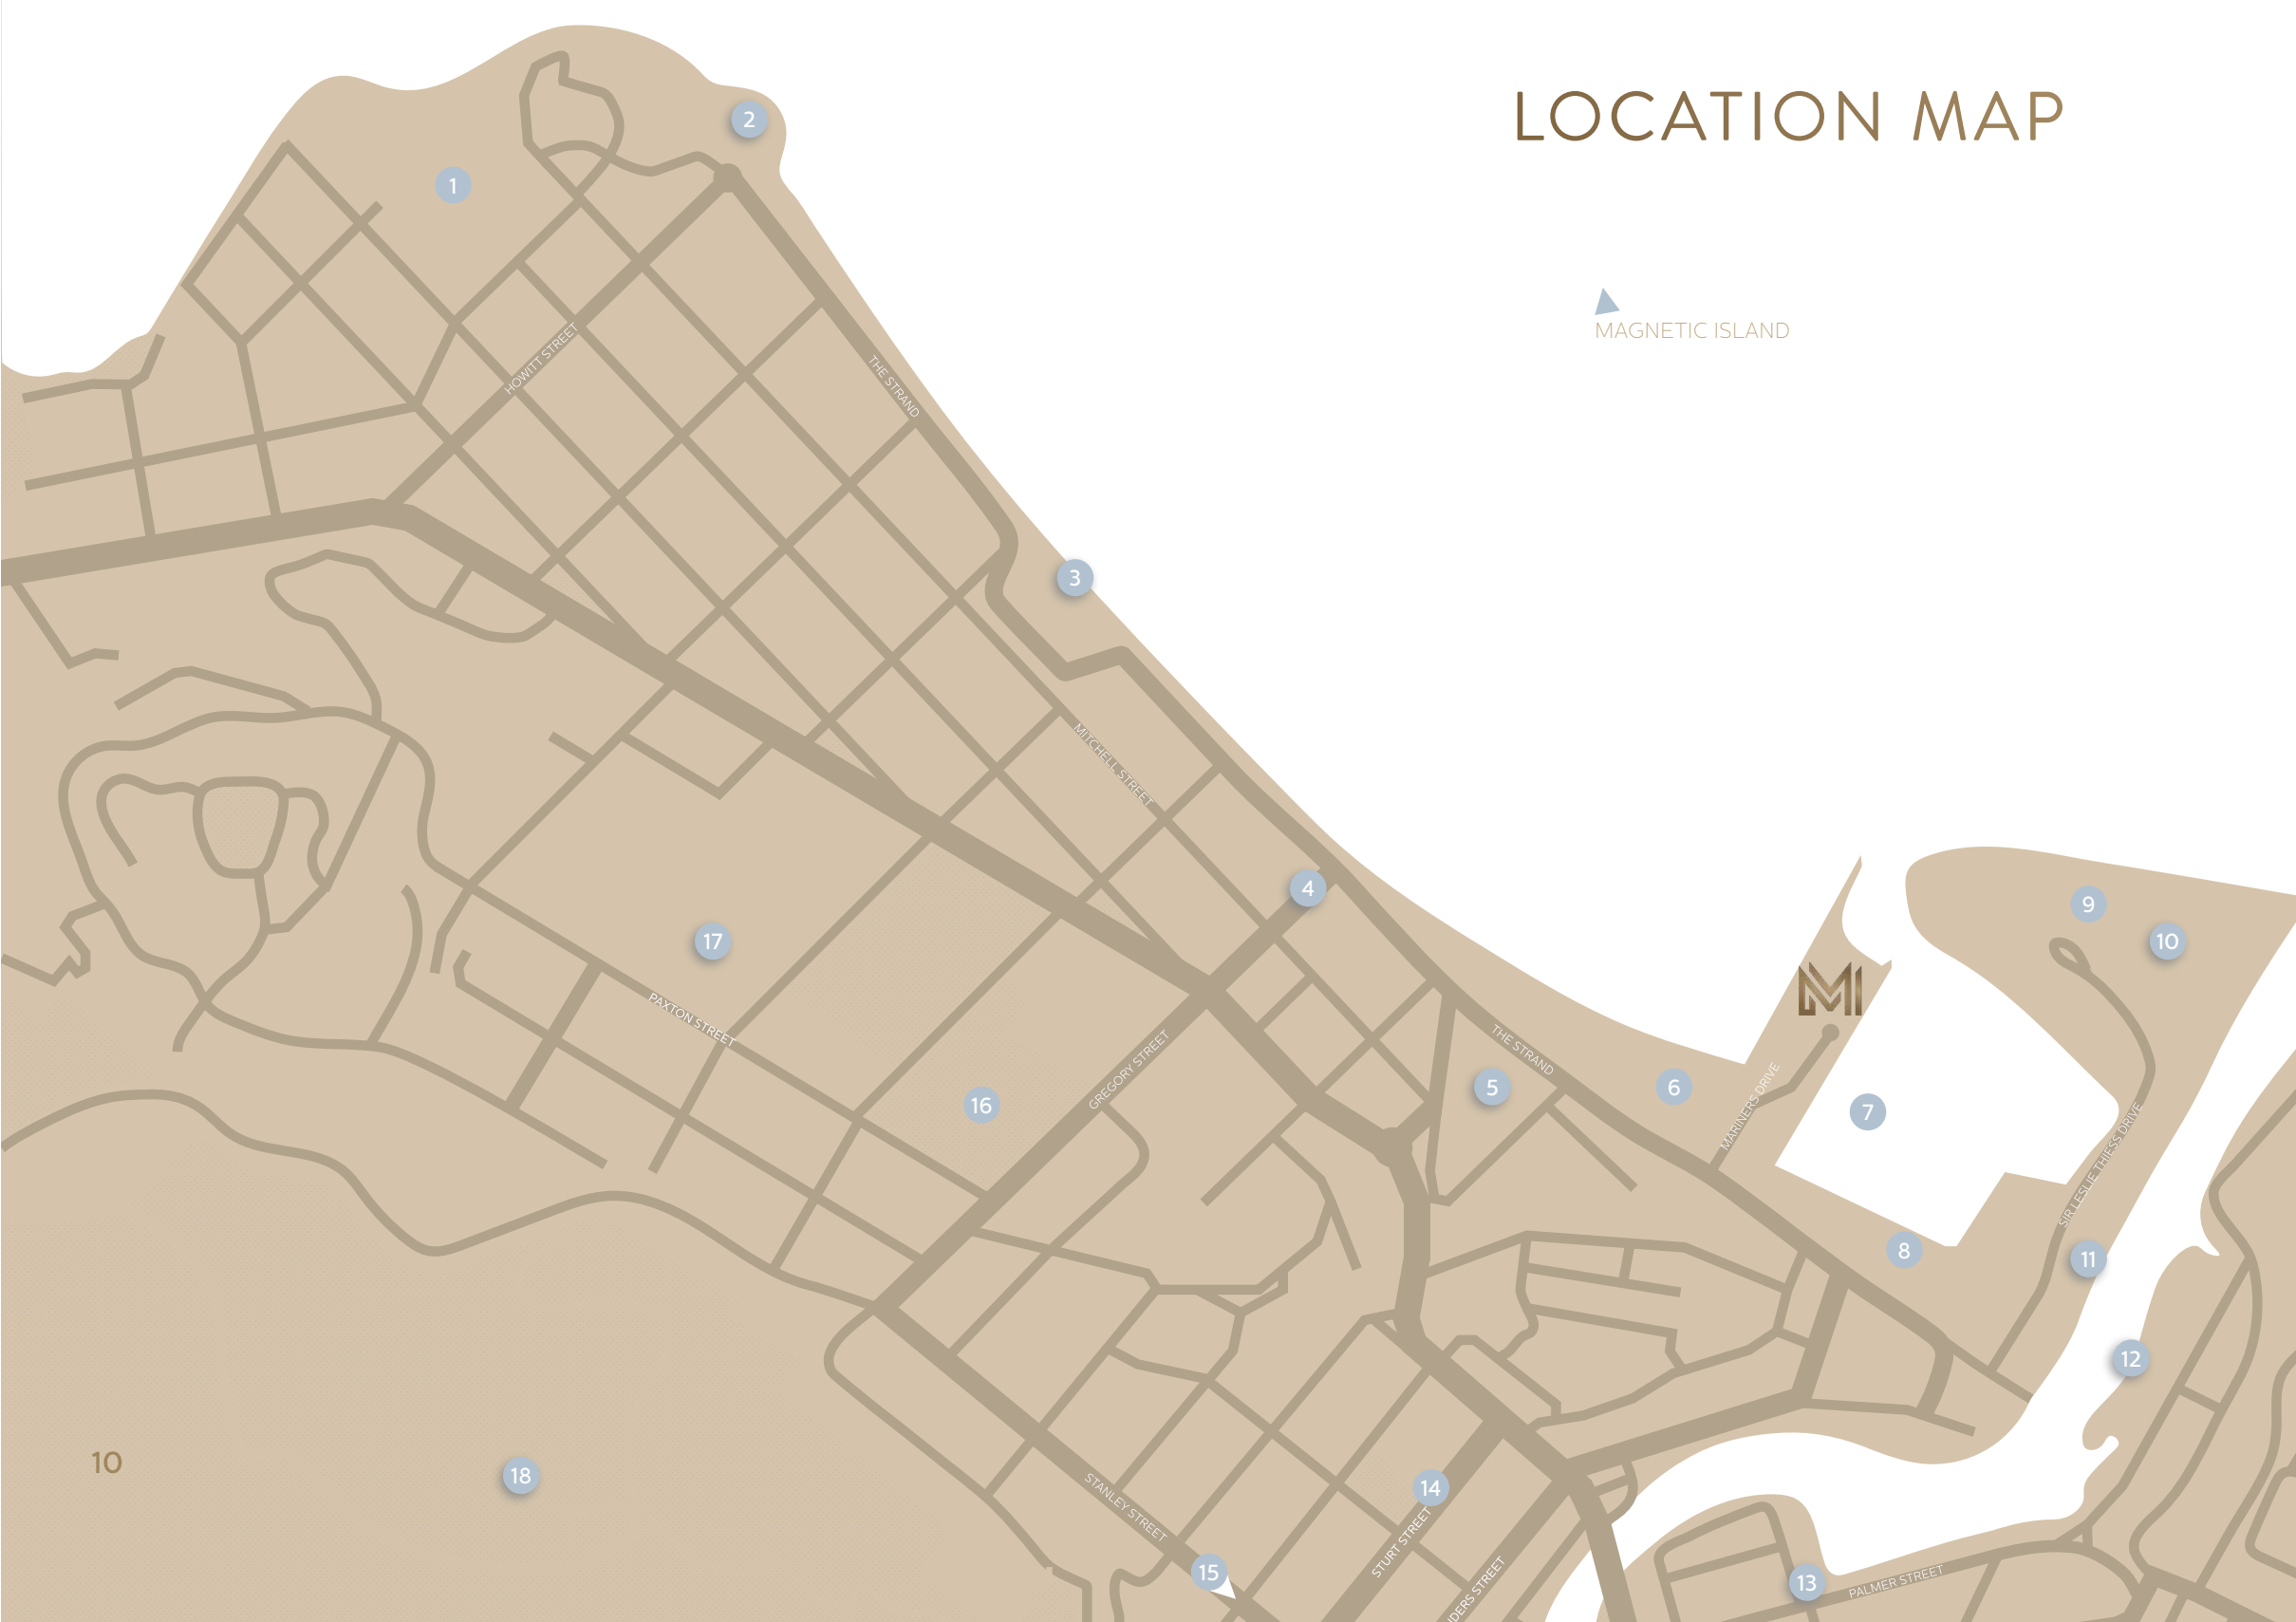 LOCATION MAP
2
1
MAGNETIC ISLAND
HOWITT STREET
THE STRAND
3
MITCHELL STREET
4
9
17
10
M
PAXTON STREET
GREGORY STREET
THE STRAND
16
5
6
MARINERS DRIVE
7
SIR LESLIE THIESS DRIVE
8
11
12
10
18
STANLEY STREET
14
STURT STREET
15
13
PALMER STREET